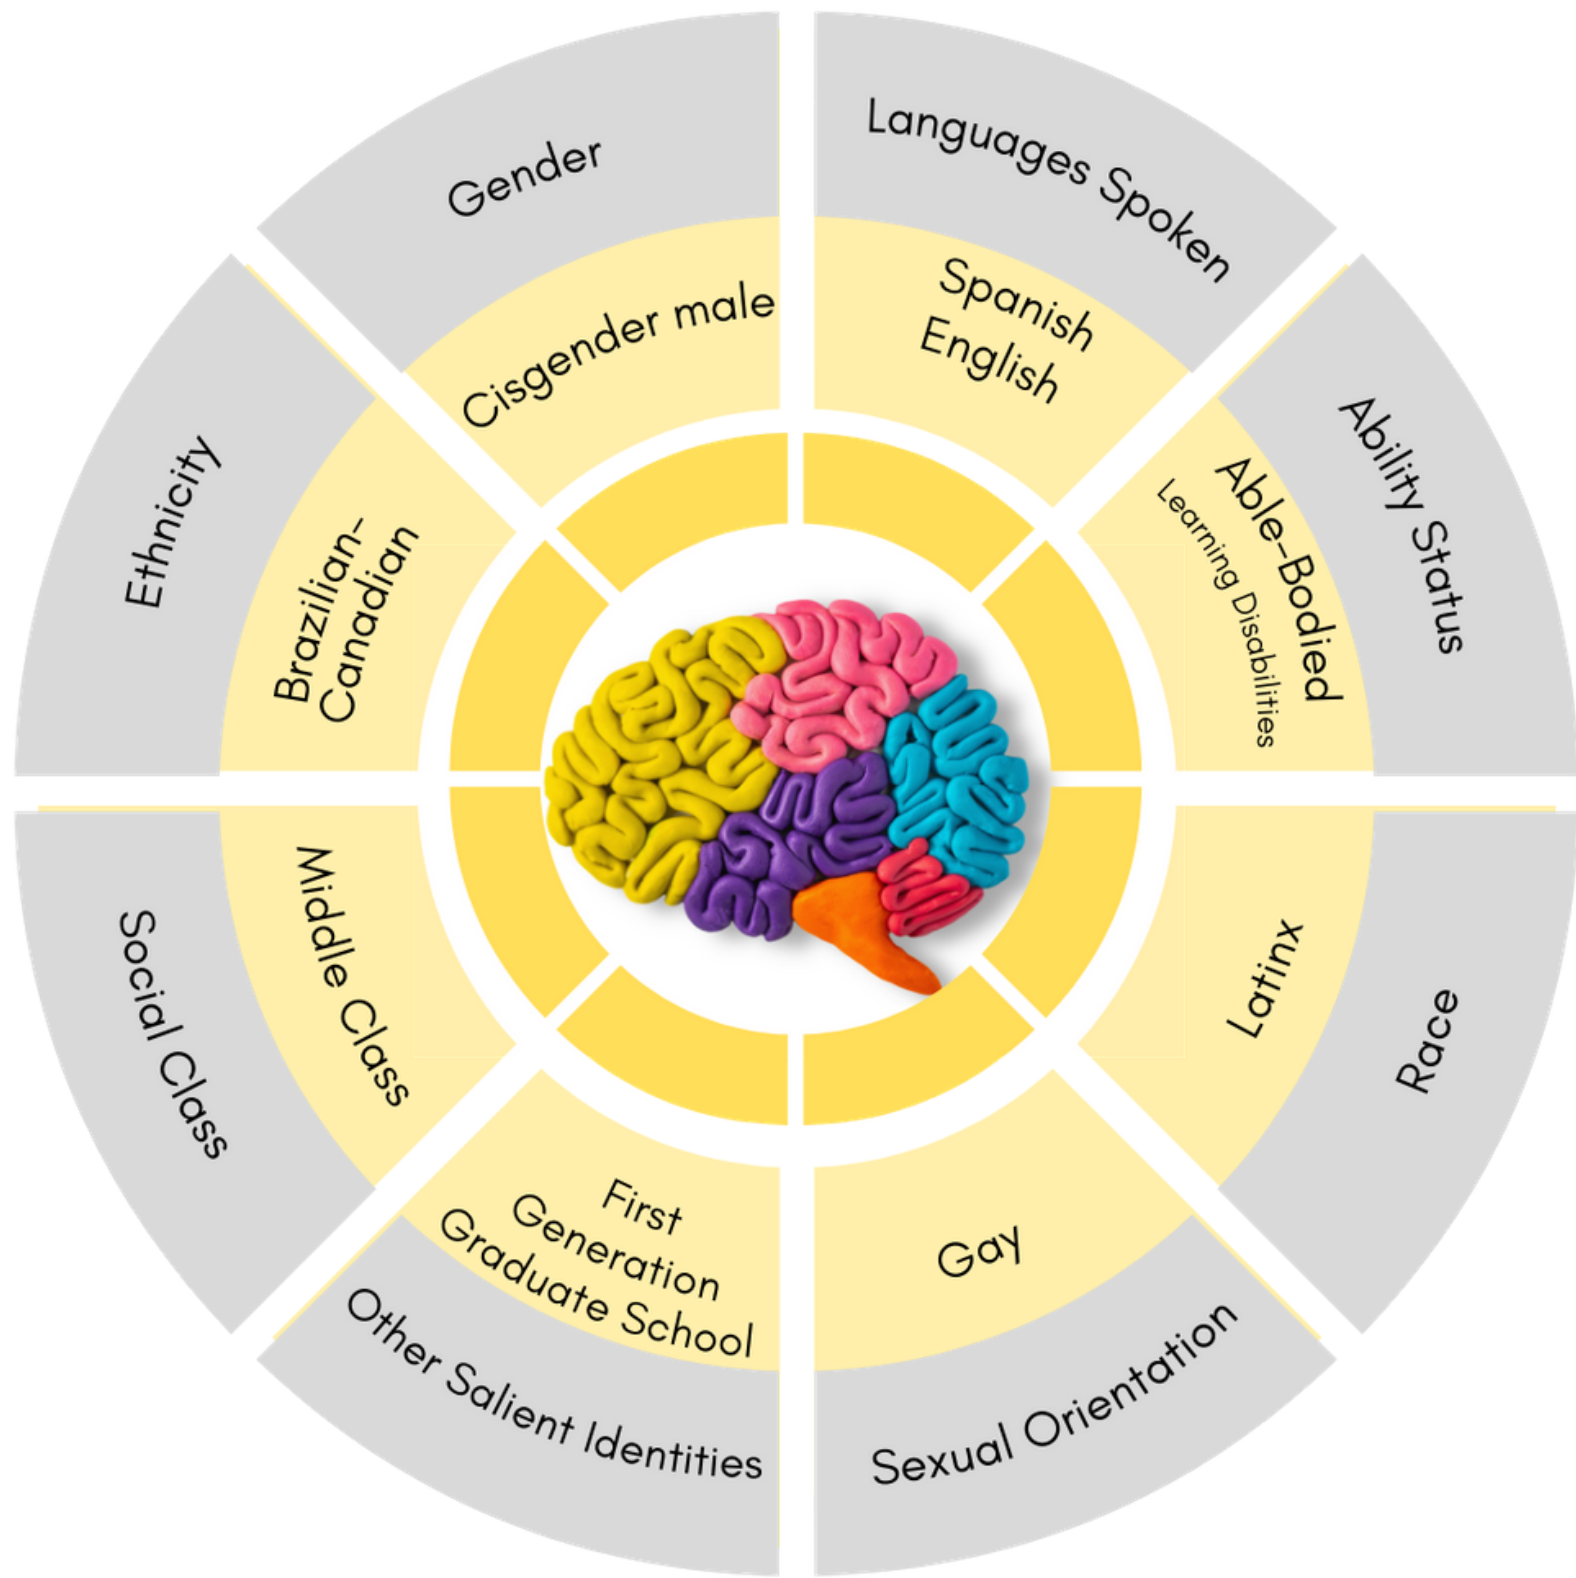 Gender
Cisgender male
Languages Spoken
Spanish
English
Ability Status
Able-Bodied
Learning Disabilities
Race
Latinx
Sexual Orientation
Gay
Other Salient Identities
First
Generation
Graduate School
Social Class
Middle Class
Ethnicity
Brazilian-
Canadian